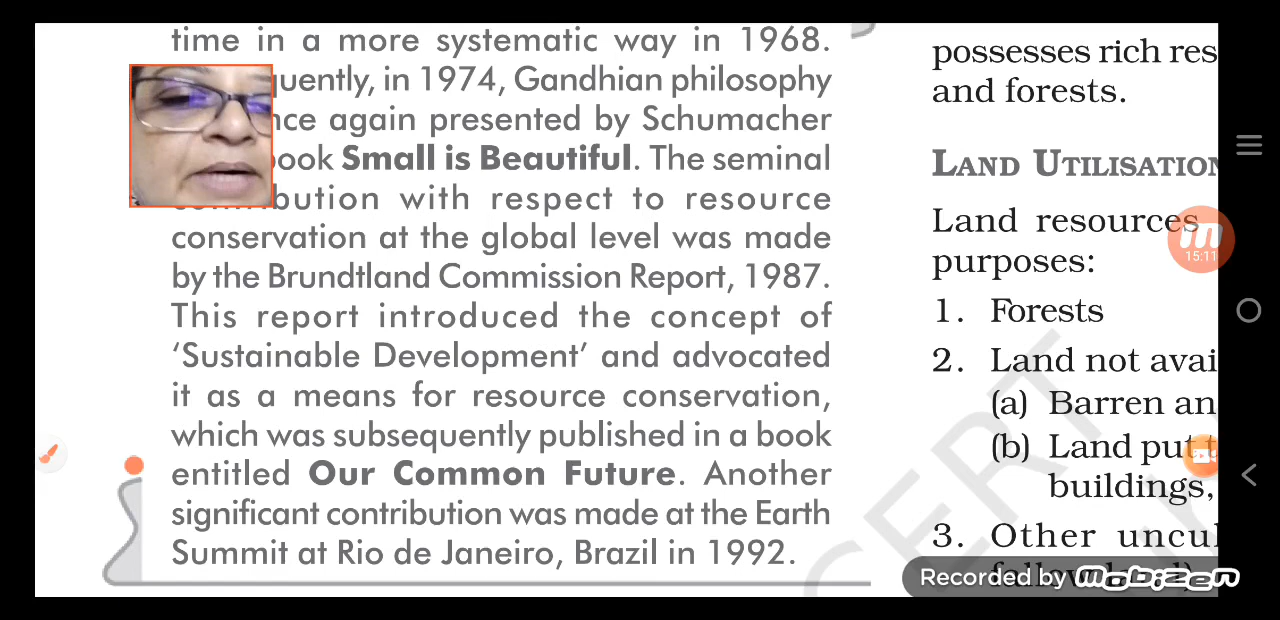 time in a more systematic way in 1968.
quently, in 1974, Gandhian philosophy
nce again presented by Schumacher
book Small is Beautiful. The seminal
contribution with respect to resource
conservation at the global level was made
by the Brundtland Commission Report, 1987.
This report introduced the concept of
‘Sustainable Development’ and advocated
it as a means for resource conservation,
which was subsequently published in a book
entitled Our Common Future. Another
significant contribution was made at the Earth
Summit at Rio de Janeiro, Brazil in 1992.
possesses rich res
and forests.
LAND UTILISATION
Land resources
purposes:
1. Forests
2. Land not avai
(a) Barren an
(b) Land put t
buildings,
3. Other uncul
15:11
Recorded by mobizen